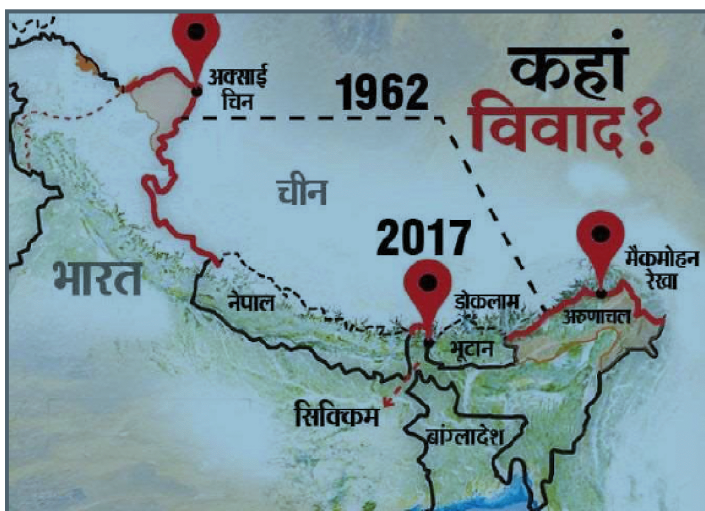 कहां
विवाद?
अक्साई
चिन
1962
चीन
2017
भारत
मैकमोहन
रेखा
नेपाल
डोकलाम
अरुणाचल
भूटान
सिक्किम
बांग्लादेश